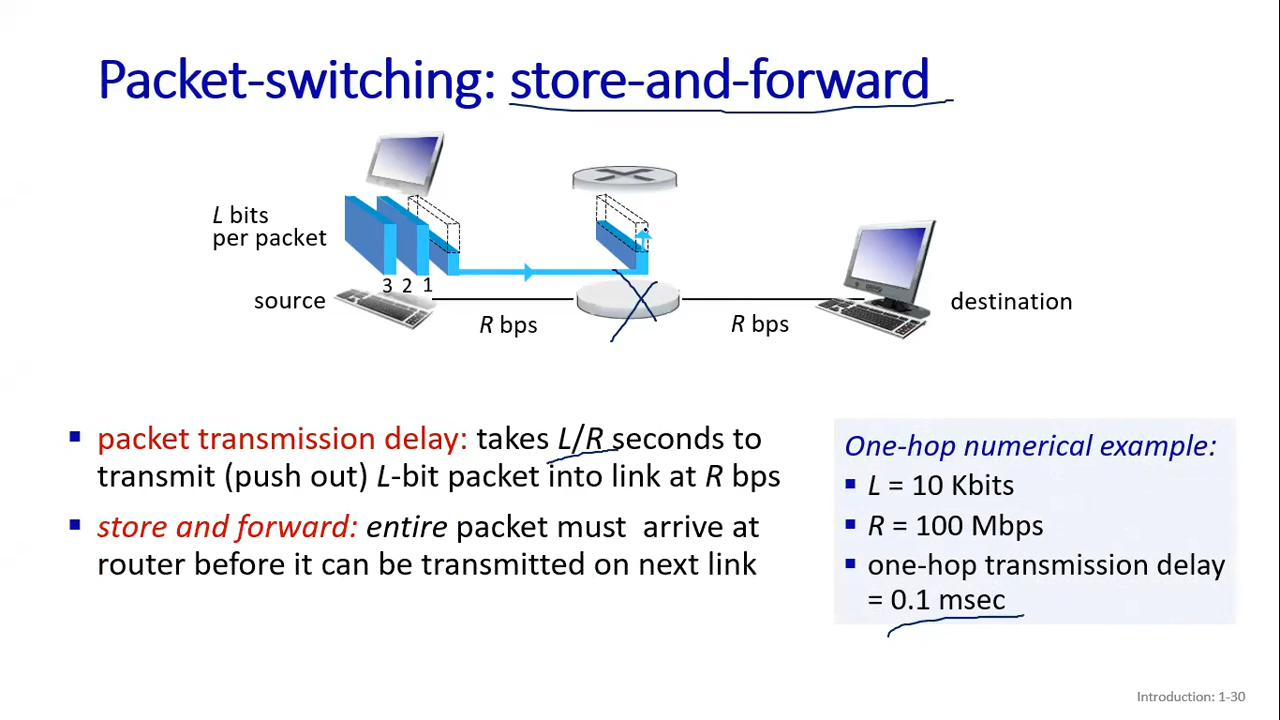 Packet-switching: store-and-forward
L bits
per packet
3 2 1
source
R bps
R bps
destination
▪ packet transmission delay: takes L/R seconds to
transmit (push out) L-bit packet into link at R bps
▪ store and forward: entire packet must arrive at
router before it can be transmitted on next link
One-hop numerical example:
▪ L = 10 Kbits
▪ R = 100 Mbps
▪ one-hop transmission delay
= 0.1 msec
Introduction: 1-30